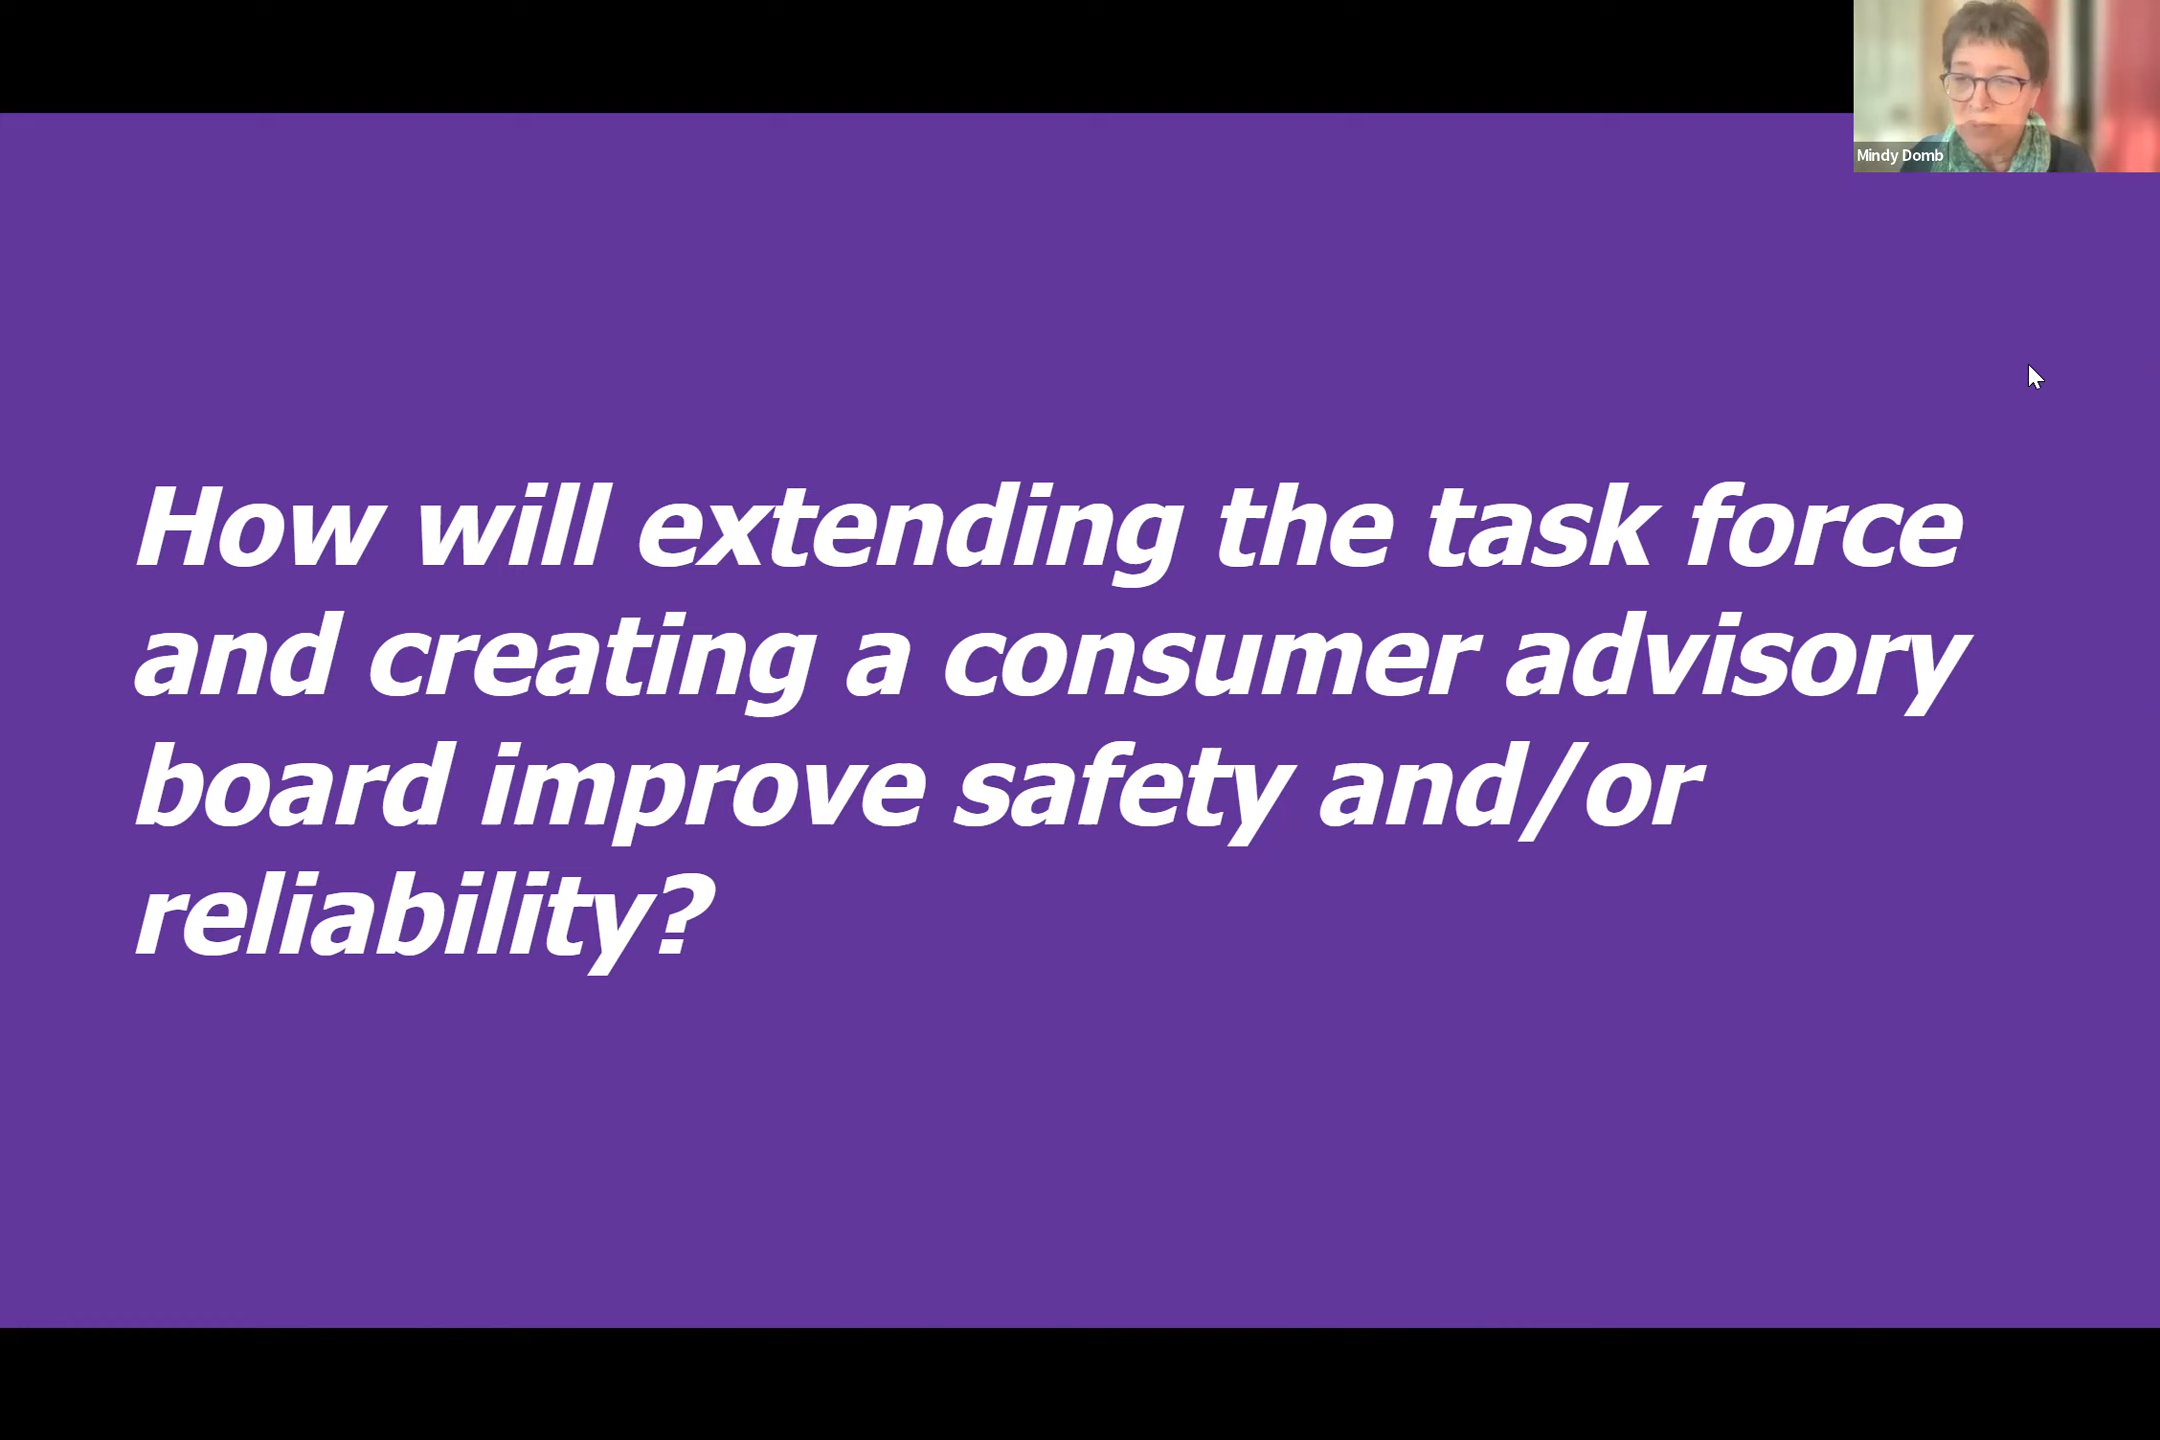 Mindy Domb
How will extending the task force
and creating a consumer advisory
board improve safety and/or
reliability?